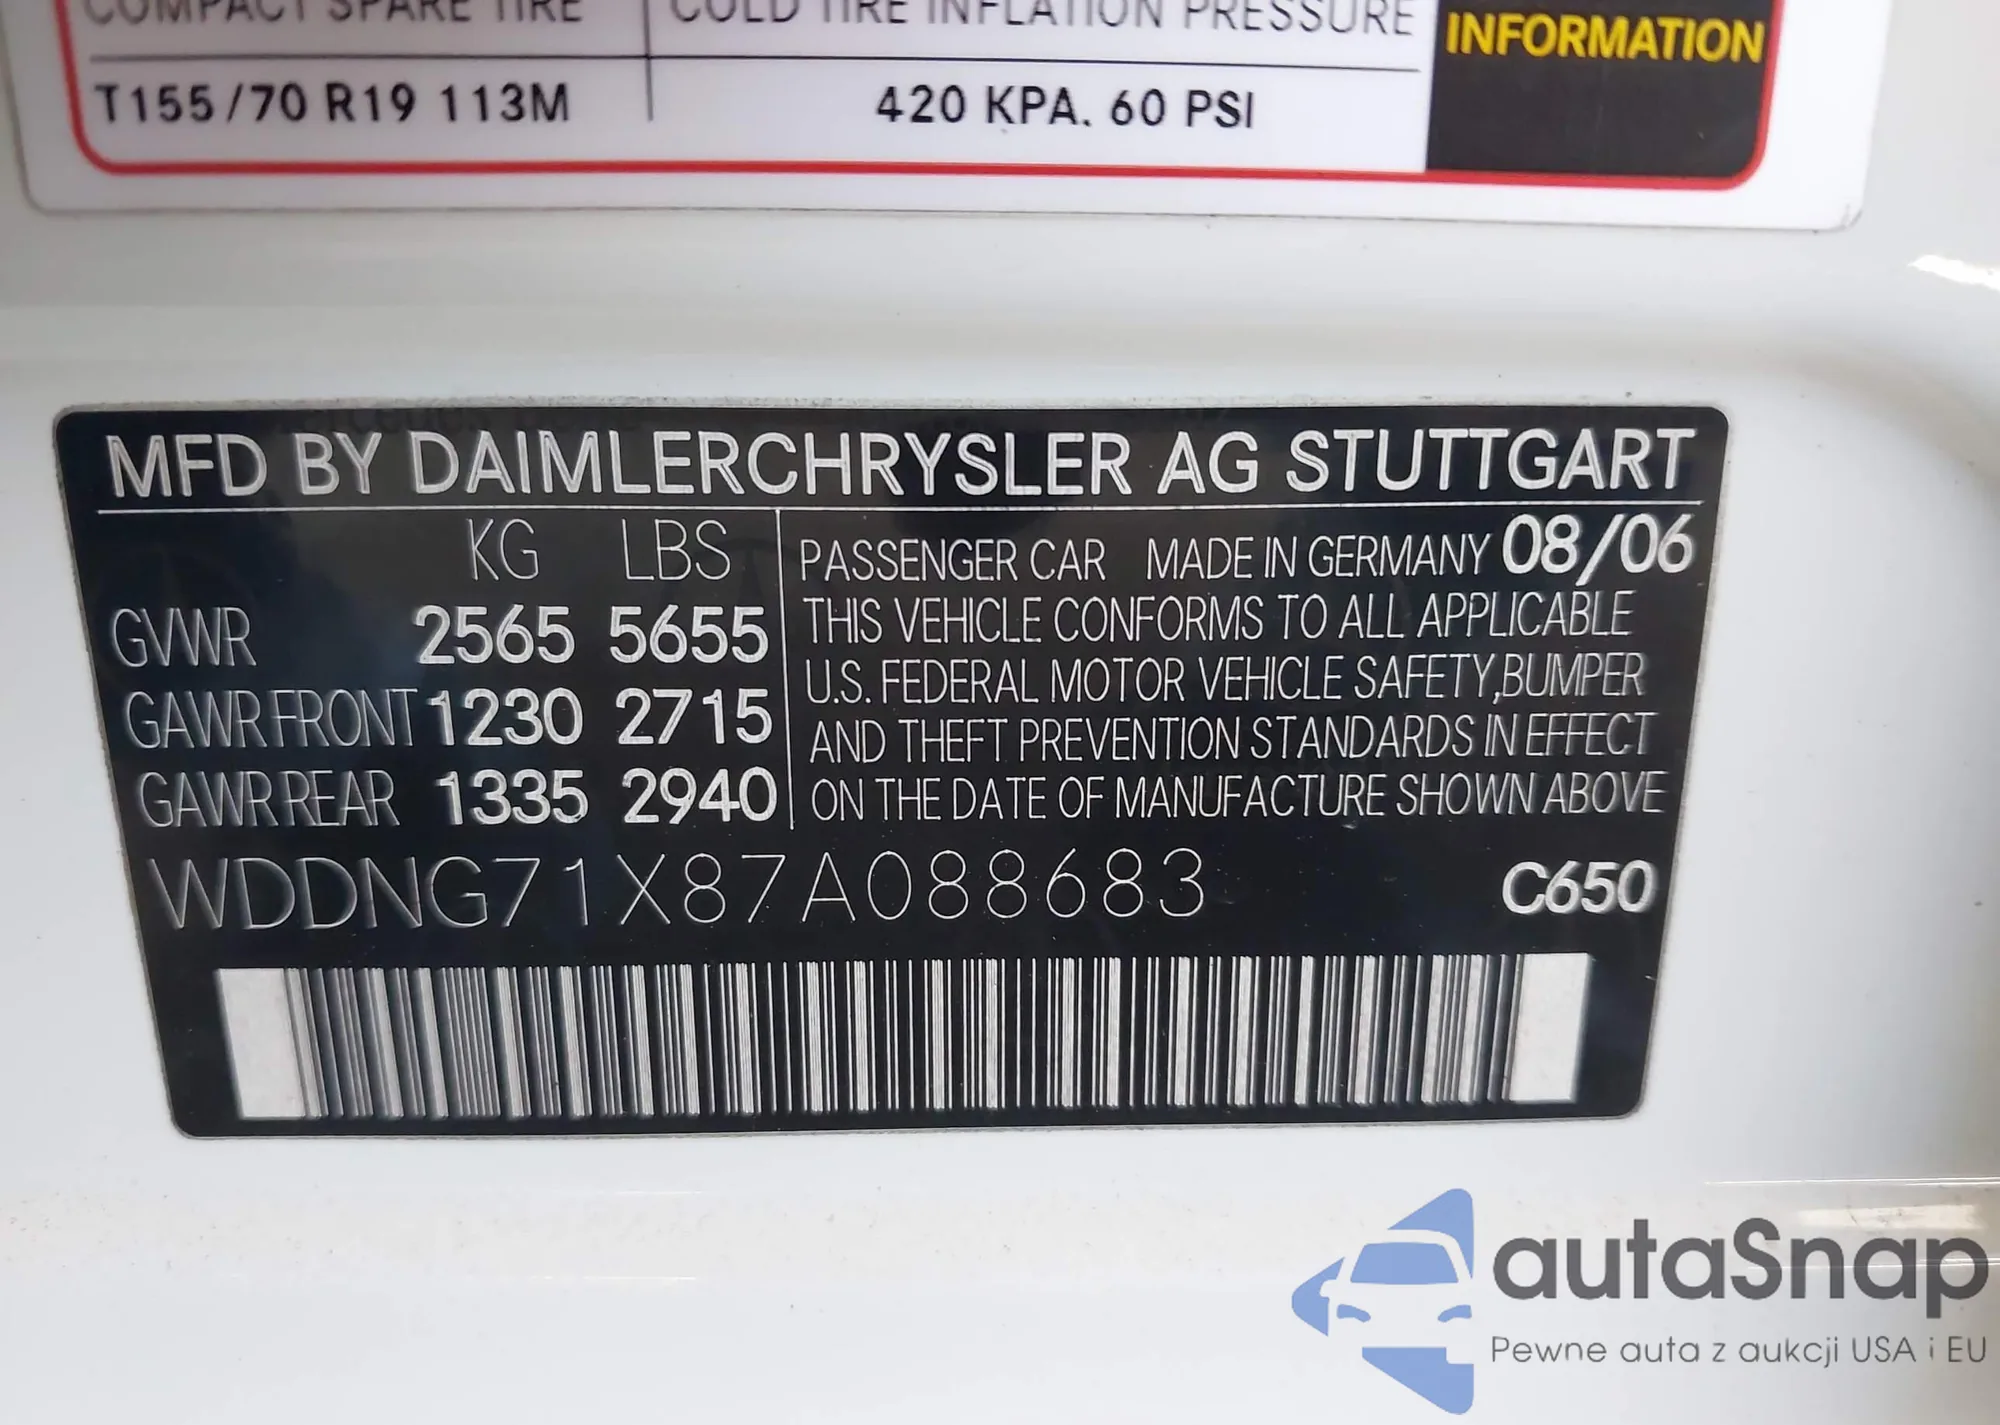 COMPACT SPARE TIRE COLD TIRE INFLATION PRESSURE INFORMATION
T155/70 R19 113M 420 KPA. 60 PSI
MFD BY DAIMLERCHRYSLER AG STUTTGART
KG LBS
GVWR 2565 5655
GAWR FRONT 1230 2715
GAWR REAR 1335 2940
PASSENGER CAR MADE IN GERMANY 08/06
THIS VEHICLE CONFORMS TO ALL APPLICABLE
U.S. FEDERAL MOTOR VEHICLE SAFETY,BUMPER
AND THEFT PREVENTION STANDARDS IN EFFECT
ON THE DATE OF MANUFACTURE SHOWN ABOVE
WDDNG71X87A088683 C650
autaSnap
Pewne auta z aukcji USA i EU